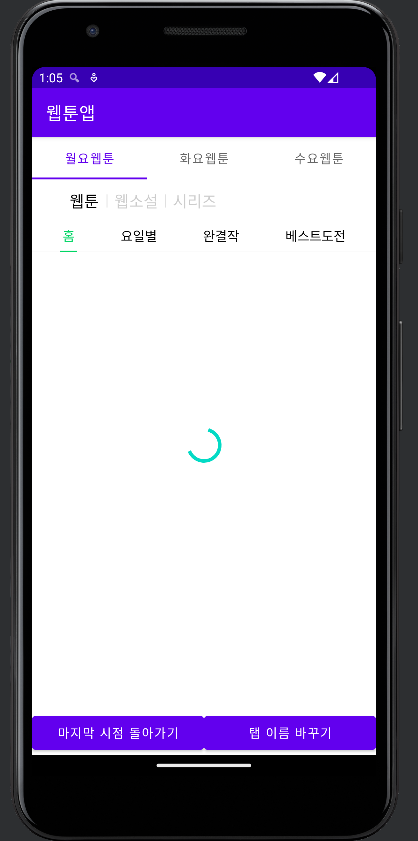 1:05
웹툰앱
월요웹툰 화요웹툰 수요웹툰
웹툰 | 웹소설 | 시리즈
홈 요일별 완결작 베스트도전
마지막 시점 돌아가기 탭 이름 바꾸기